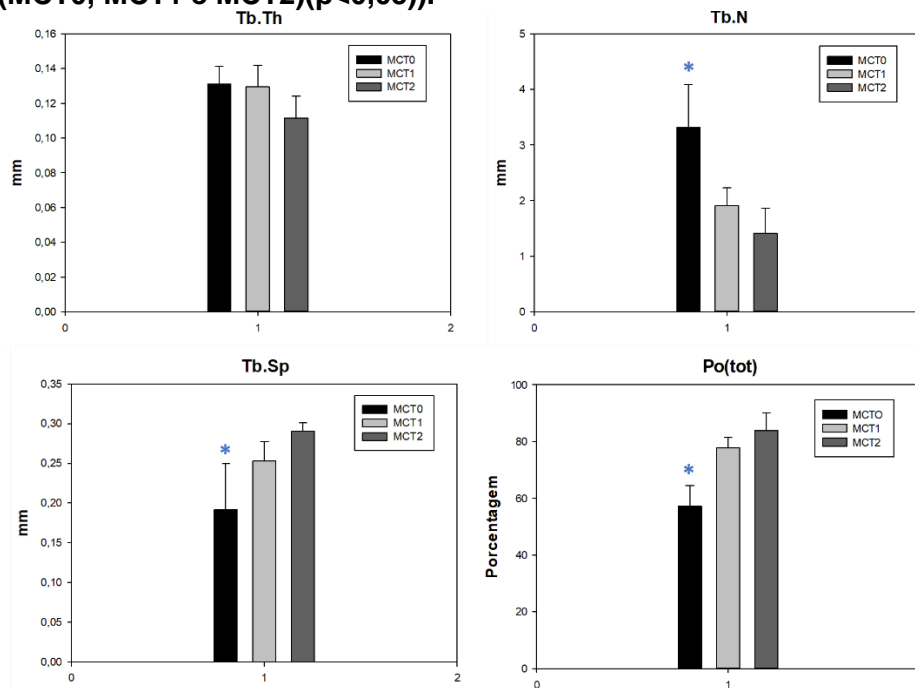 (MCT0, MCT1 e MCT2)(p<0,05)).
Tb.Th
0,16
0,14
0,12
0,10
0,08
0,06
0,04
0,02
0,00
mm
0 1 2
MCT0
MCT1
MCT2
Tb.N
5
4
3
2
1
0
mm
0 1
MCT0
MCT1
MCT2
*
Tb.Sp
0,35
0,30
0,25
0,20
0,15
0,10
0,05
0,00
mm
0 1 2
MCT0
MCT1
MCT2
*
Po(tot)
100
80
60
40
20
0
Porcentagem
0 1
MCTO
MCT1
MCT2
*